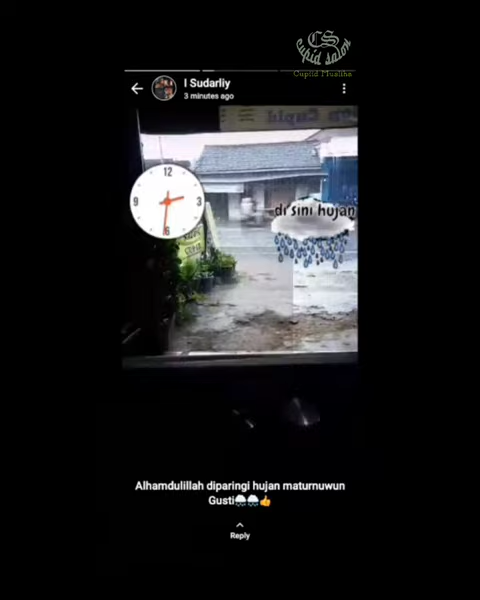 CS
Cupid salon
Cupid Muslihe
I Sudarliy
3 minutes ago
12
9
3
6
di sini hujan
Alhamdulillah diparingi hujan maturnuwun
Gusti🌧🌧👍
Reply